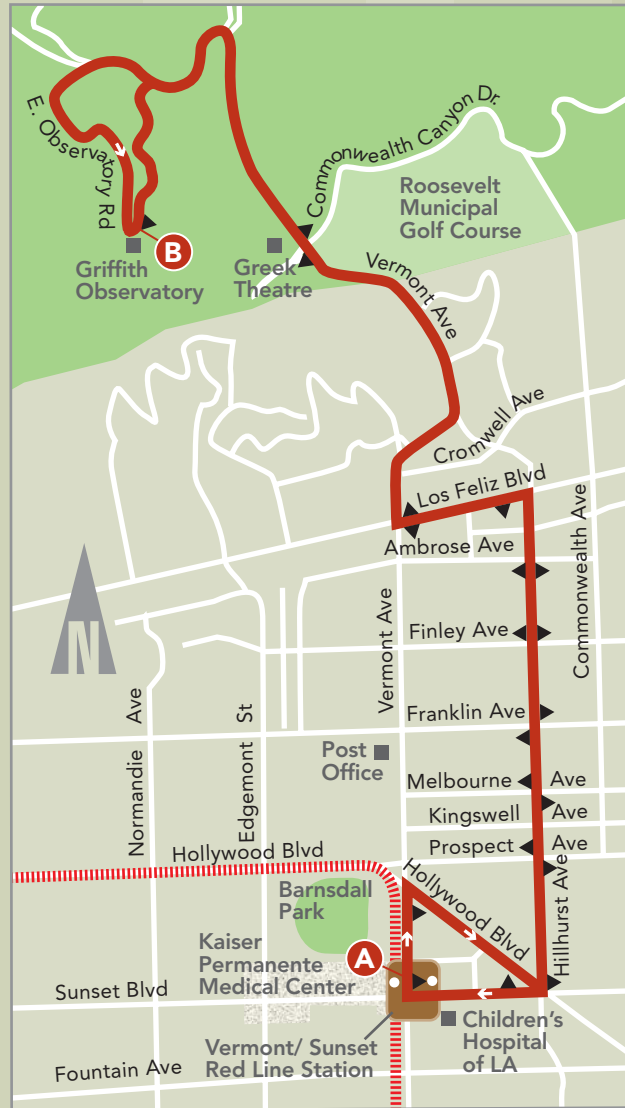 Commonwealth Canyon Dr.
E. Observatory Rd
Roosevelt
Municipal
Golf Course
B
Griffith
Observatory
Greek
Theatre
Vermont Ave
Cromwell Ave
Los Feliz Blvd
Ambrose Ave
Commonwealth Ave
N
Vermont Ave
Finley Ave
Normandie Ave
Edgemont St
Franklin Ave
Post
Office
Melbourne Ave
Kingswell Ave
Prospect Ave
Hollywood Blvd
Hollywood Blvd
Hillhurst Ave
Barnsdall
Park
A
Kaiser
Permanente
Medical Center
Sunset Blvd
Children's
Hospital
of LA
Vermont/ Sunset
Red Line Station
Fountain Ave